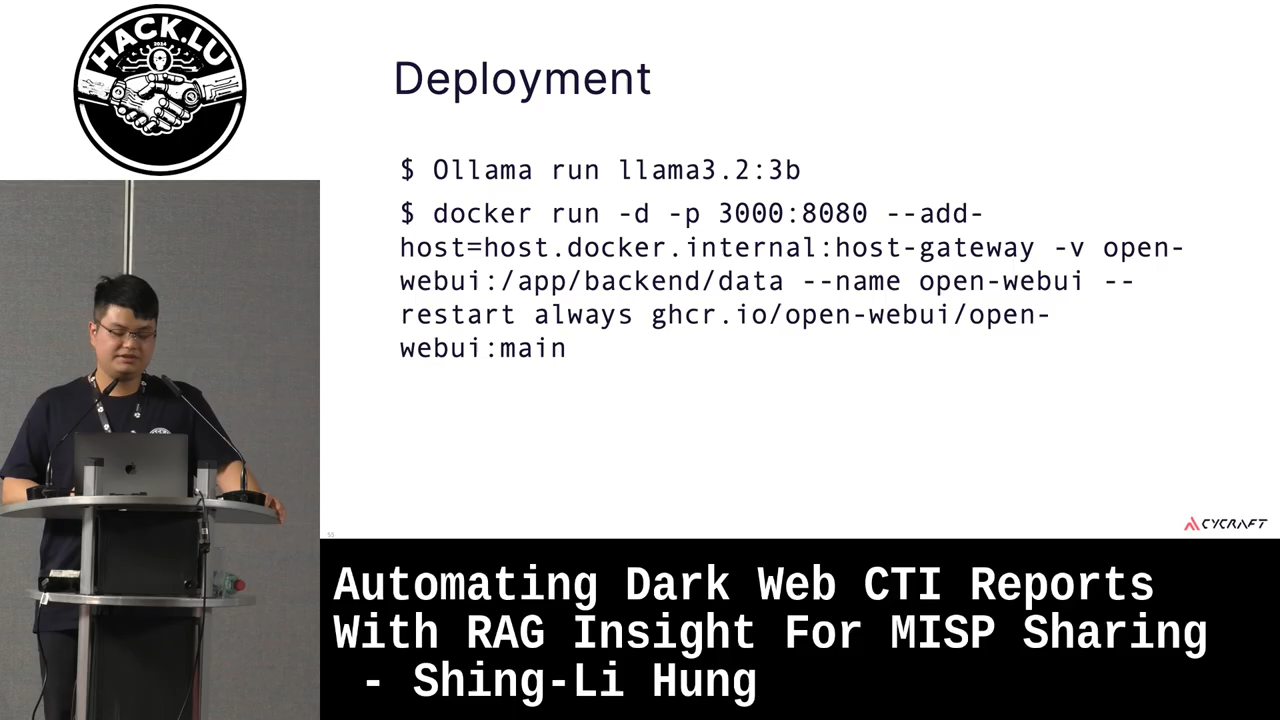 HACK.LU
2024
Deployment
$ Ollama run llama3.2:3b
$ docker run -d -p 3000:8080 --add-
host=host.docker.internal:host-gateway -v open-
webui:/app/backend/data --name open-webui --
restart always ghcr.io/open-webui/open-
webui:main
55
CYCRAFT
Automating Dark Web CTI Reports
With RAG Insight For MISP Sharing
- Shing-Li Hung